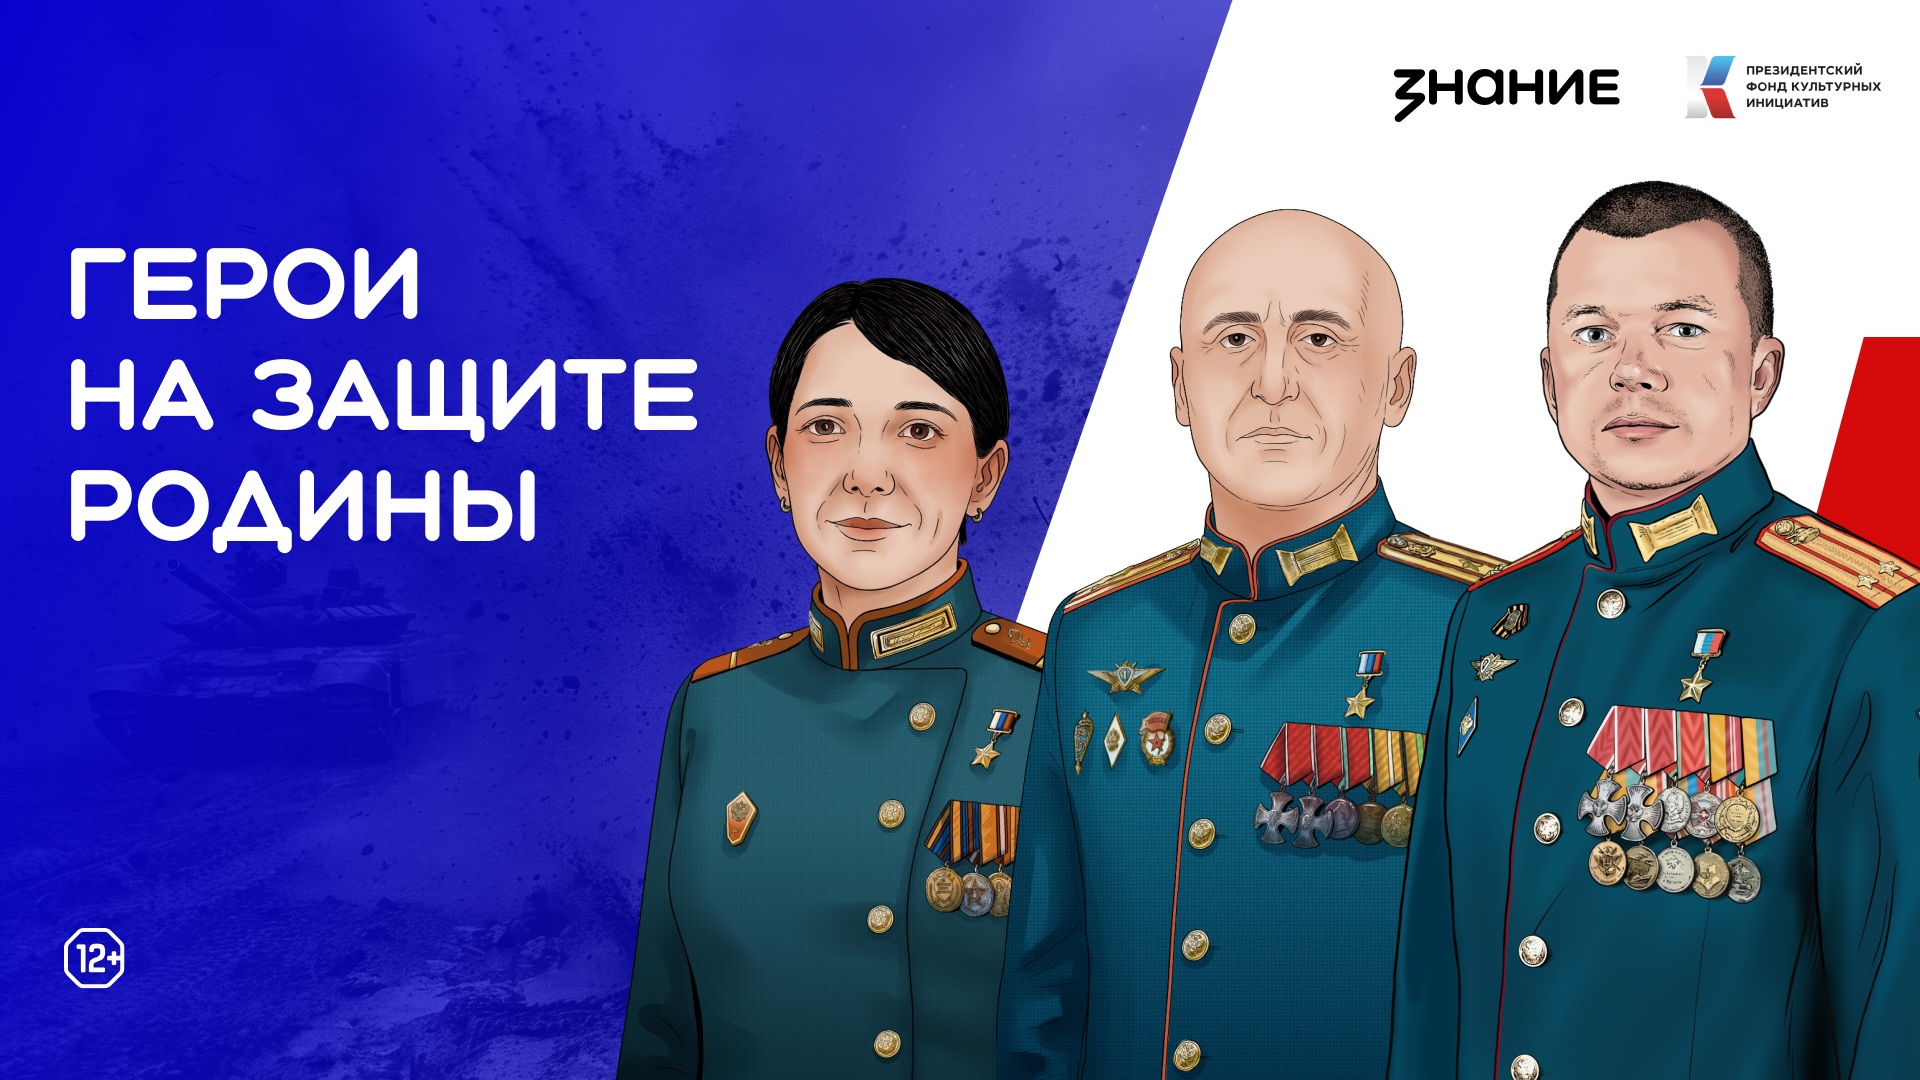 знание
ПРЕЗИДЕНТСКИЙ
ФОНД КУЛЬТУРНЫХ
ИНИЦИАТИВ
ГЕРОИ
НА ЗАЩИТЕ
РОДИНЫ
12+